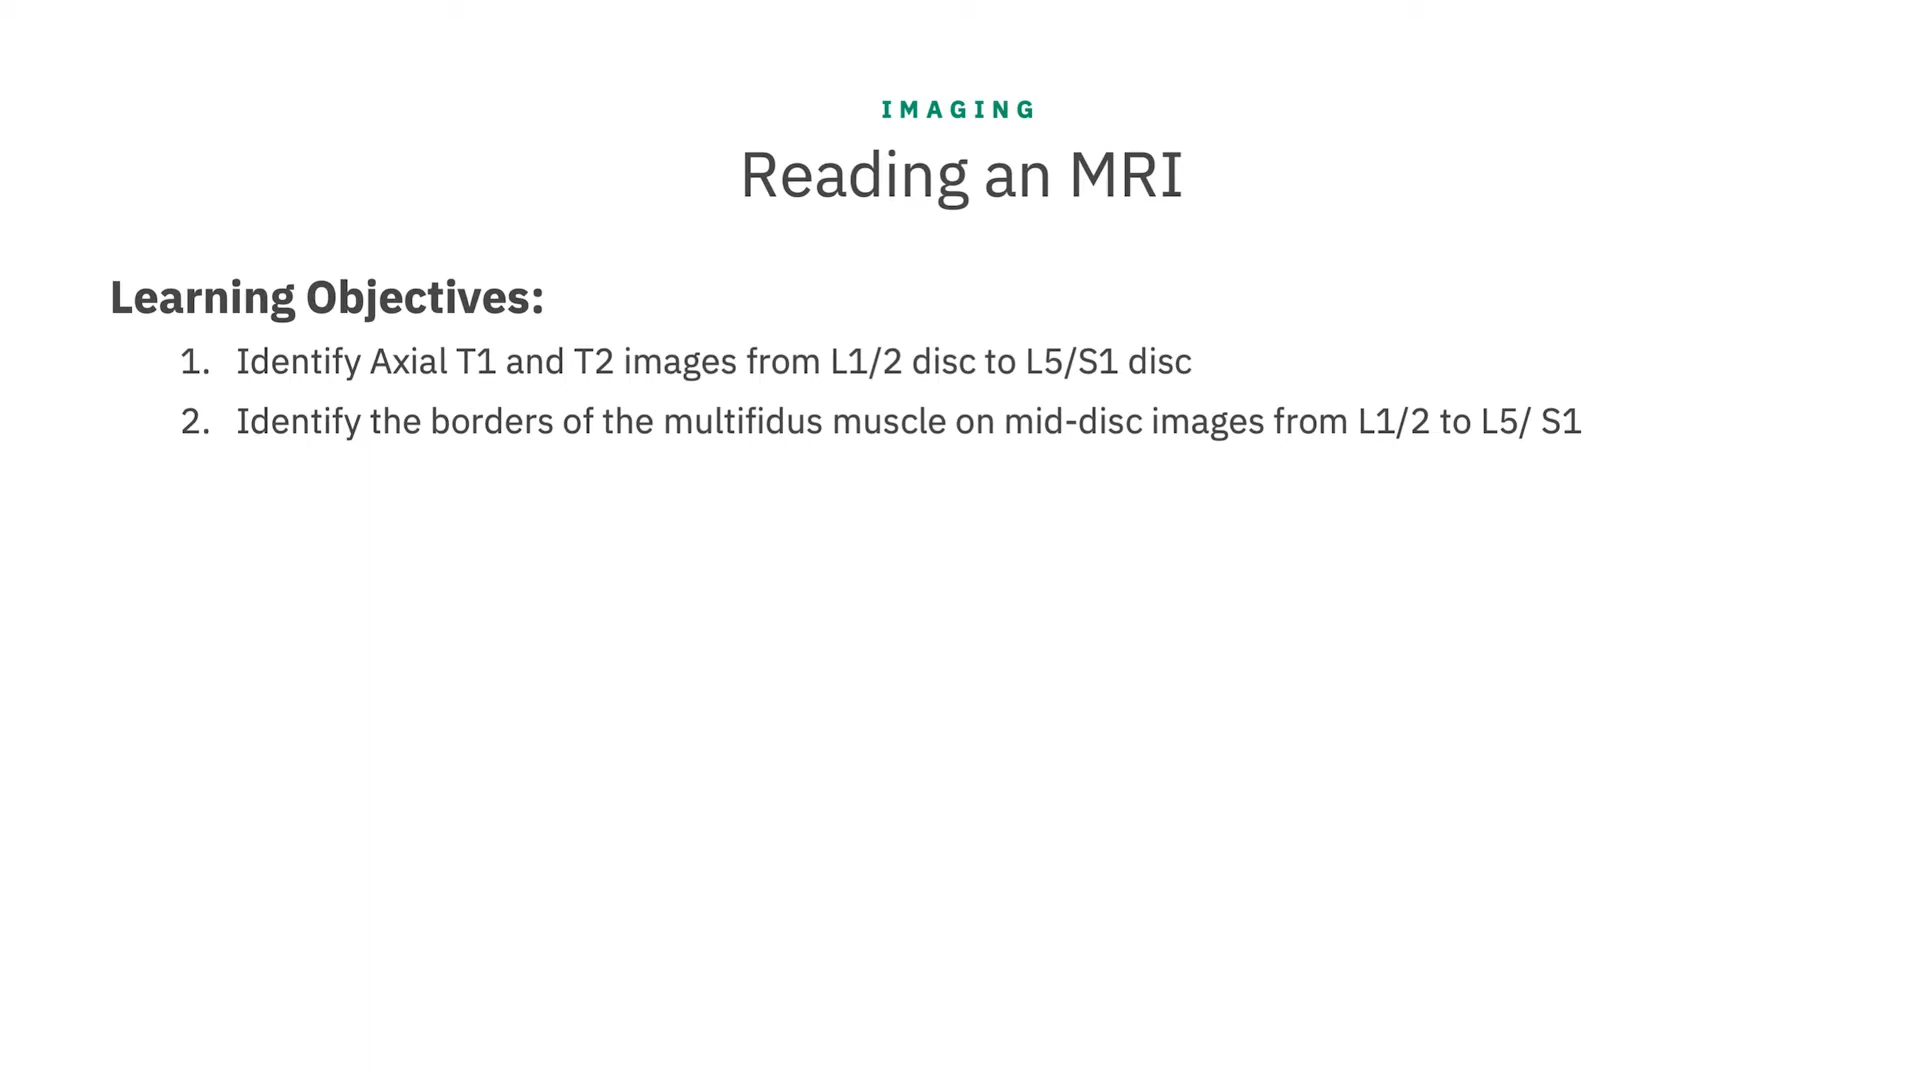 IMAGING
Reading an MRI
Learning Objectives:
1. Identify Axial T1 and T2 images from L1/2 disc to L5/S1 disc
2. Identify the borders of the multifidus muscle on mid-disc images from L1/2 to L5/ S1